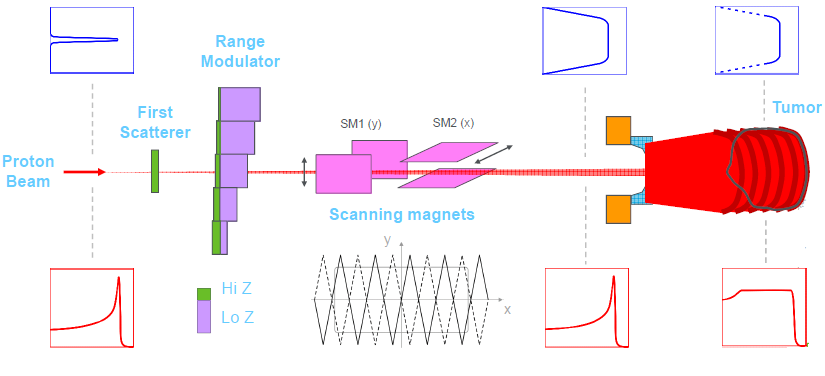 Range
Modulator
First
Scatterer
SM1 (y)
SM2 (x)
Tumor
Proton
Beam
Scanning magnets
y
x
Hi Z
Lo Z